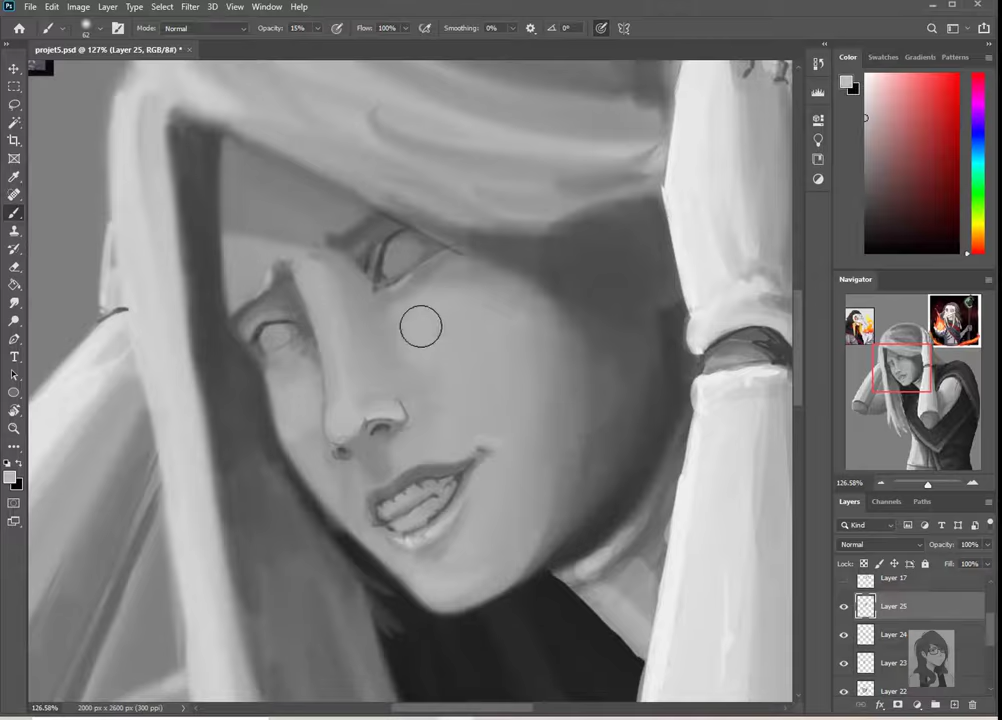 File Edit Image Layer Type Select Filter 3D View Window Help
62 Mode: Normal Opacity: 15% Flow: 100% Smoothing: 0% 0°
projet5.psd @ 127% (Layer 25, RGB/8#) *
Color Swatches Gradients Patterns
Navigator
126.58%
Layers Channels Paths
Kind
Normal Opacity: 100%
Lock: Fill: 100%
Layer 17
Layer 25
Layer 24
Layer 23
Layer 22
126.58% 2000 px x 2600 px (300 ppi)